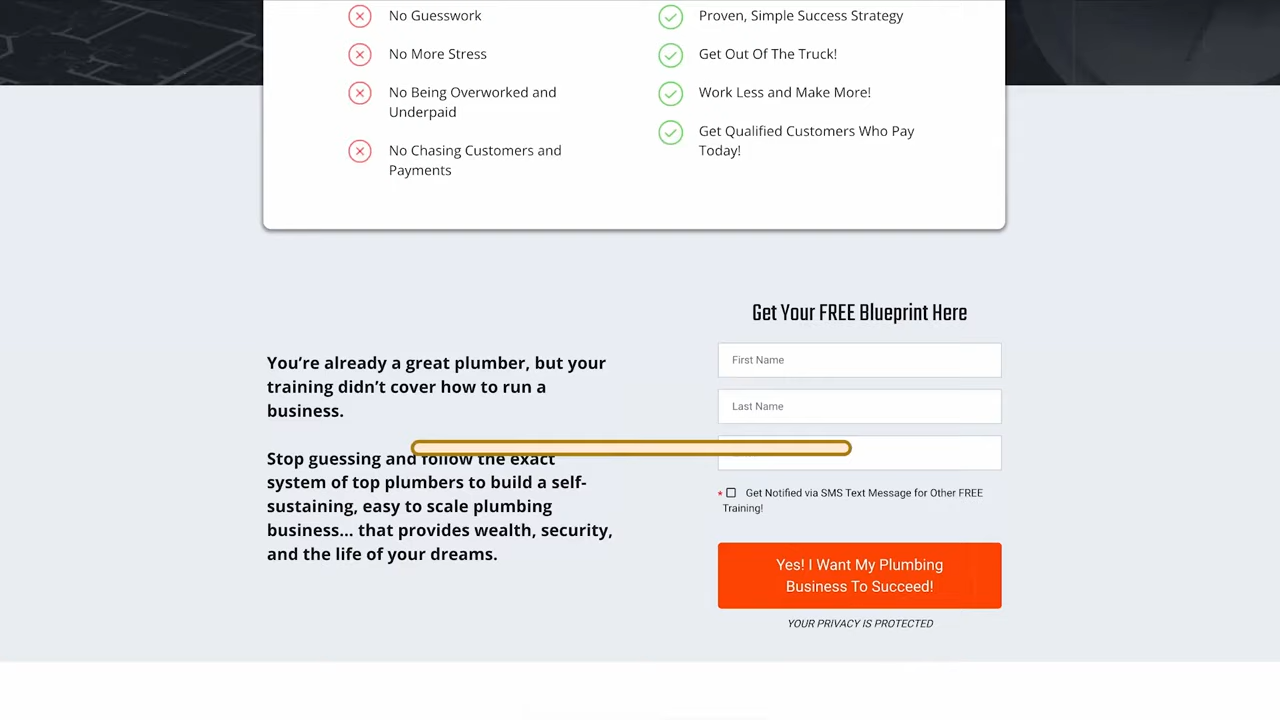 No Guesswork
No More Stress
No Being Overworked and
Underpaid
No Chasing Customers and
Payments
Proven, Simple Success Strategy
Get Out Of The Truck!
Work Less and Make More!
Get Qualified Customers Who Pay
Today!
You’re already a great plumber, but your
training didn’t cover how to run a
business.
Stop guessing and follow the exact
system of top plumbers to build a self-
sustaining, easy to scale plumbing
business... that provides wealth, security,
and the life of your dreams.
Get Your FREE Blueprint Here
First Name
Last Name
* Get Notified via SMS Text Message for Other FREE
Training!
Yes! I Want My Plumbing
Business To Succeed!
YOUR PRIVACY IS PROTECTED